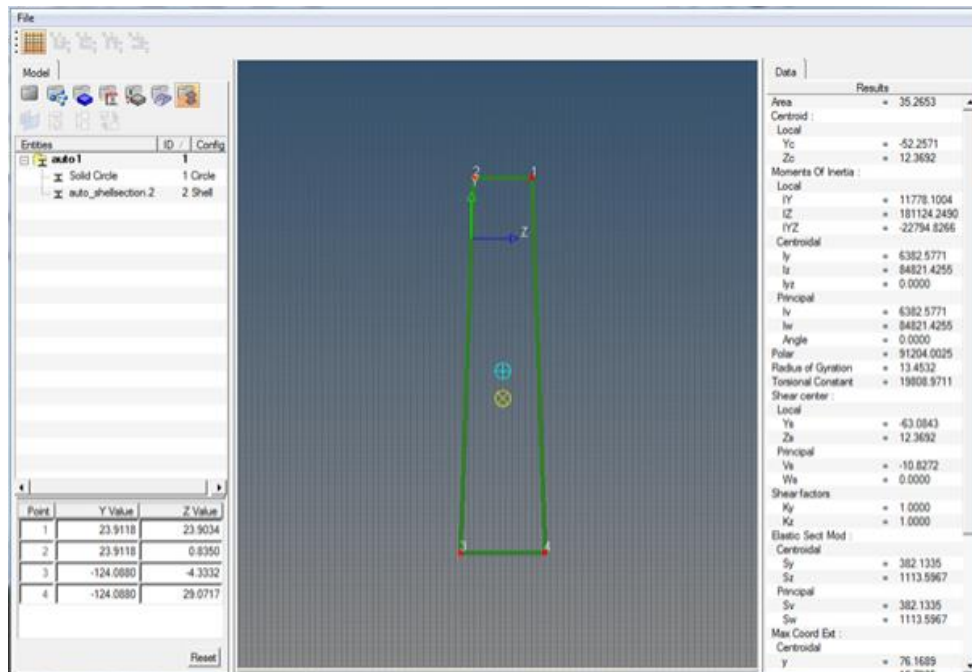 File
Model
Entities ID / Config
auto1 1
Solid Circle 1 Circle
auto_shellsection.2 2 Shell
Point Y Value Z Value
1 23.9118 23.9034
2 23.9118 0.8350
3 -124.0880 -4.3332
4 -124.0880 29.0717
Reset
2 1
Z
3 4
Data
Results
Area = 35.2653
Centroid :
Local
Yc = -52.2571
Zc = 12.3692
Moments Of Inertia :
Local
IY = 11778.1004
IZ = 181124.2490
IYZ = -22794.8266
Centroidal
Iy = 6382.5771
Iz = 84821.4255
Iyz = 0.0000
Principal
Iv = 6382.5771
Iw = 84821.4255
Angle = 0.0000
Polar = 91204.0025
Radius of Gyration = 13.4532
Torsional Constant = 19808.9711
Shear center :
Local
Ys = -63.0843
Zs = 12.3692
Principal
Vs = -10.8272
Ws = 0.0000
Shear factors
Ky = 1.0000
Kz = 1.0000
Elastic Sect Mod :
Centroidal
Sy = 382.1335
Sz = 1113.5967
Principal
Sv = 382.1335
Sw = 1113.5967
Max Coord Ext :
Centroidal
y = 76.1685